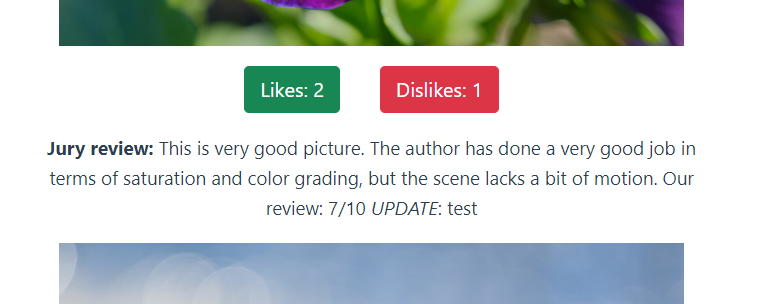 Likes: 2
Dislikes: 1
Jury review: This is very good picture. The author has done a very good job in
terms of saturation and color grading, but the scene lacks a bit of motion. Our
review: 7/10 UPDATE: test